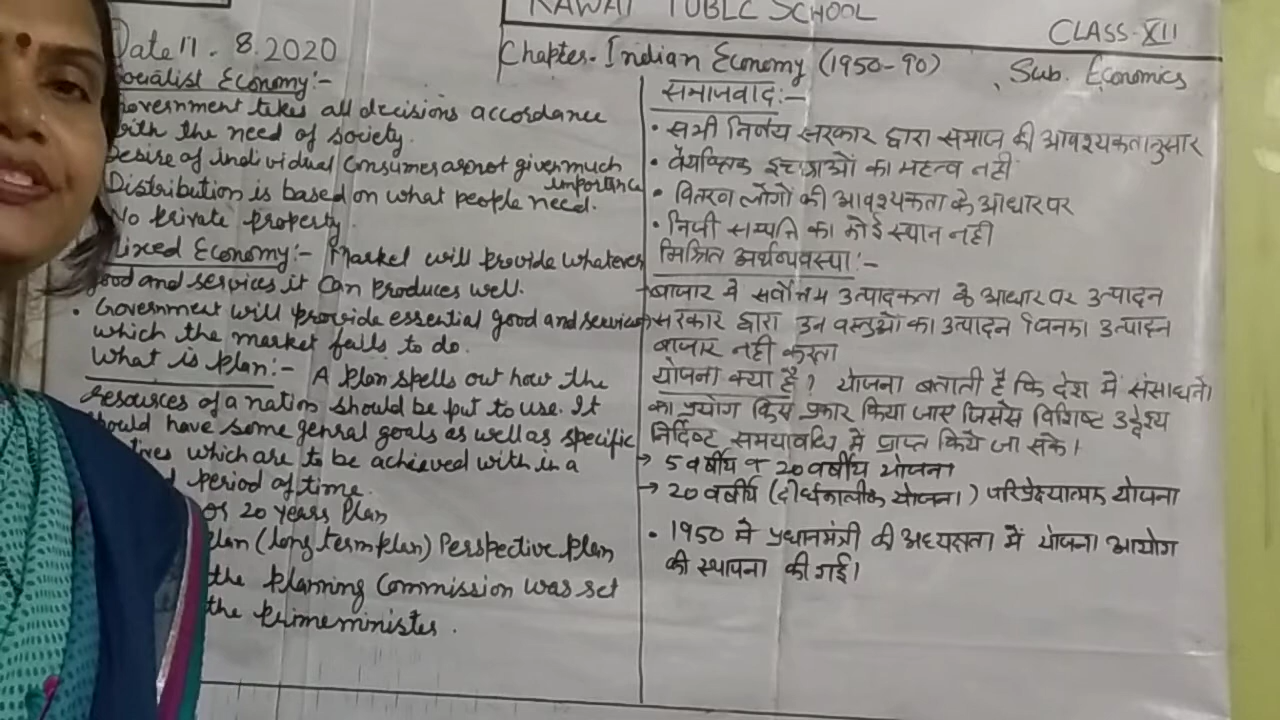 RAWAT PUBLC SCHOOL
CLASS-XII
Date 11.8.2020
Chapter- Indian Economy (1950-90)
Sub. Economics
Socialist Economy:-
Government takes all decisions accordance
with the need of society.
Desire of individual Consumers are not given much
importance
Distribution is based on what people need.
No private property.
Mixed Economy:- Market will provide whatever
good and services it Can produces well.
• Government will provide essential good and services
which the market fails to do.
What is plan:- A plan spells out how the
resources of a nation should be put to use. It
should have some genral goals as well as specific
which are to be achieved with in a
period of time.
or 20 years Plan
Plan (long term plan) Perspective plan
the planning Commission was set
the primeminister.
समाजवाद:-
• सभी निर्णय सरकार द्वारा समाज की आवश्यकतानुसार
• वैयक्तिक इच्छाओं का महत्व नहीं
• वितरण लोगों की आवश्यकता के आधार पर
• निजी सम्पत्ति का कोई स्थान नहीं
मिश्रित अर्थव्यवस्था:-
→ बाजार में सर्वोत्तम उत्पादकता के आधार पर उत्पादन
→ सरकार द्वारा उन वस्तुओं का उत्पादन जिनका उत्पादन
बाजार नहीं करता
योजना क्या है? योजना बताती है कि देश में संसाधनों
का प्रयोग किस प्रकार किया जाए जिससे विशिष्ट उद्देश्य
निर्दिष्ट समयावधि में प्राप्त किये जा सके।
→ 5 वर्षीय व 20 वर्षीय योजना
→ 20 वर्षीय (दीर्घकालीक योजना) परिप्रेक्ष्यात्मक योजना
• 1950 में प्रधानमंत्री की अध्यक्षता में योजना आयोग
की स्थापना की गई।